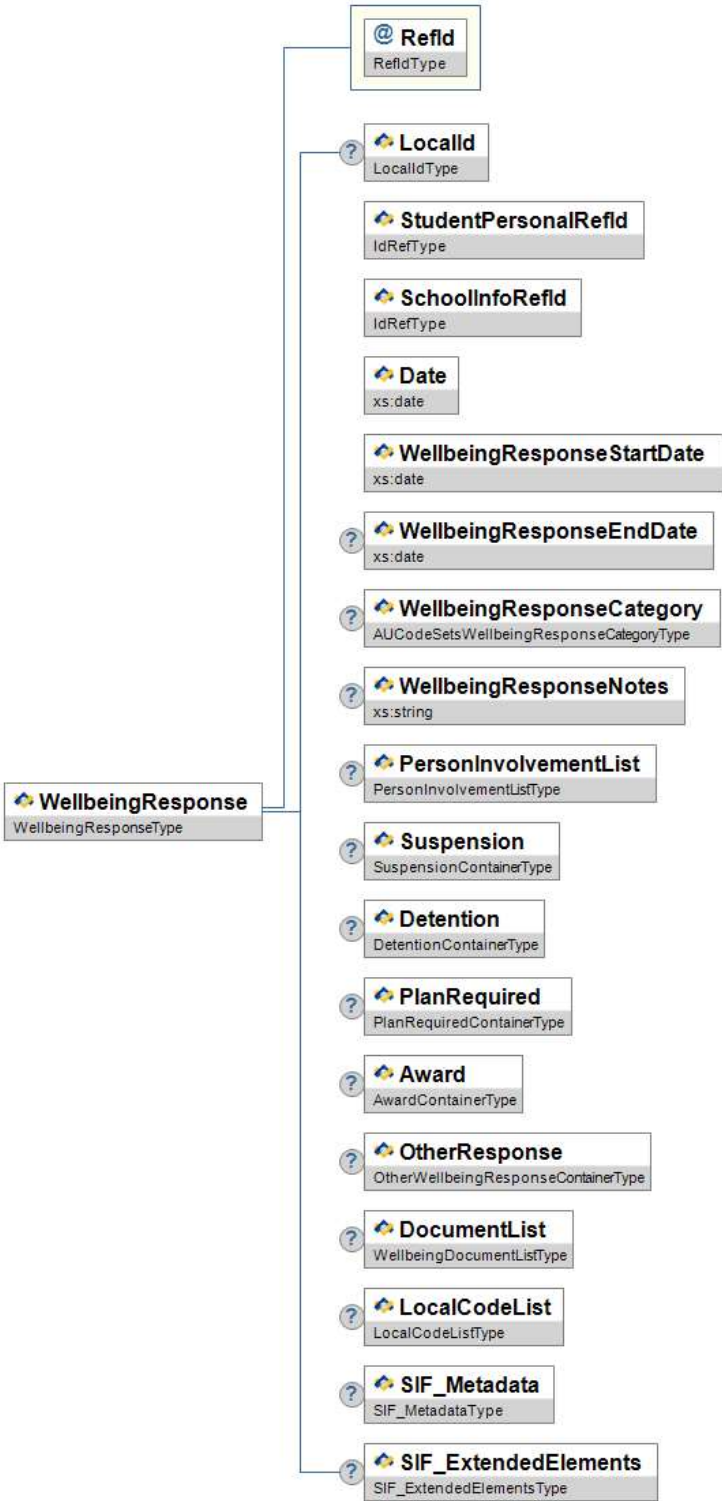 @ RefId
RefIdType
? LocalId
LocalIdType
StudentPersonalRefId
IdRefType
SchoolInfoRefId
IdRefType
Date
xs:date
WellbeingResponseStartDate
xs:date
? WellbeingResponseEndDate
xs:date
? WellbeingResponseCategory
AUCodeSetsWellbeingResponseCategoryType
? WellbeingResponseNotes
xs:string
? PersonInvolvementList
PersonInvolvementListType
WellbeingResponse
WellbeingResponseType
? Suspension
SuspensionContainerType
? Detention
DetentionContainerType
? PlanRequired
PlanRequiredContainerType
? Award
AwardContainerType
? OtherResponse
OtherWellbeingResponseContainerType
? DocumentList
WellbeingDocumentListType
? LocalCodeList
LocalCodeListType
? SIF_Metadata
SIF_MetadataType
? SIF_ExtendedElements
SIF_ExtendedElementsType